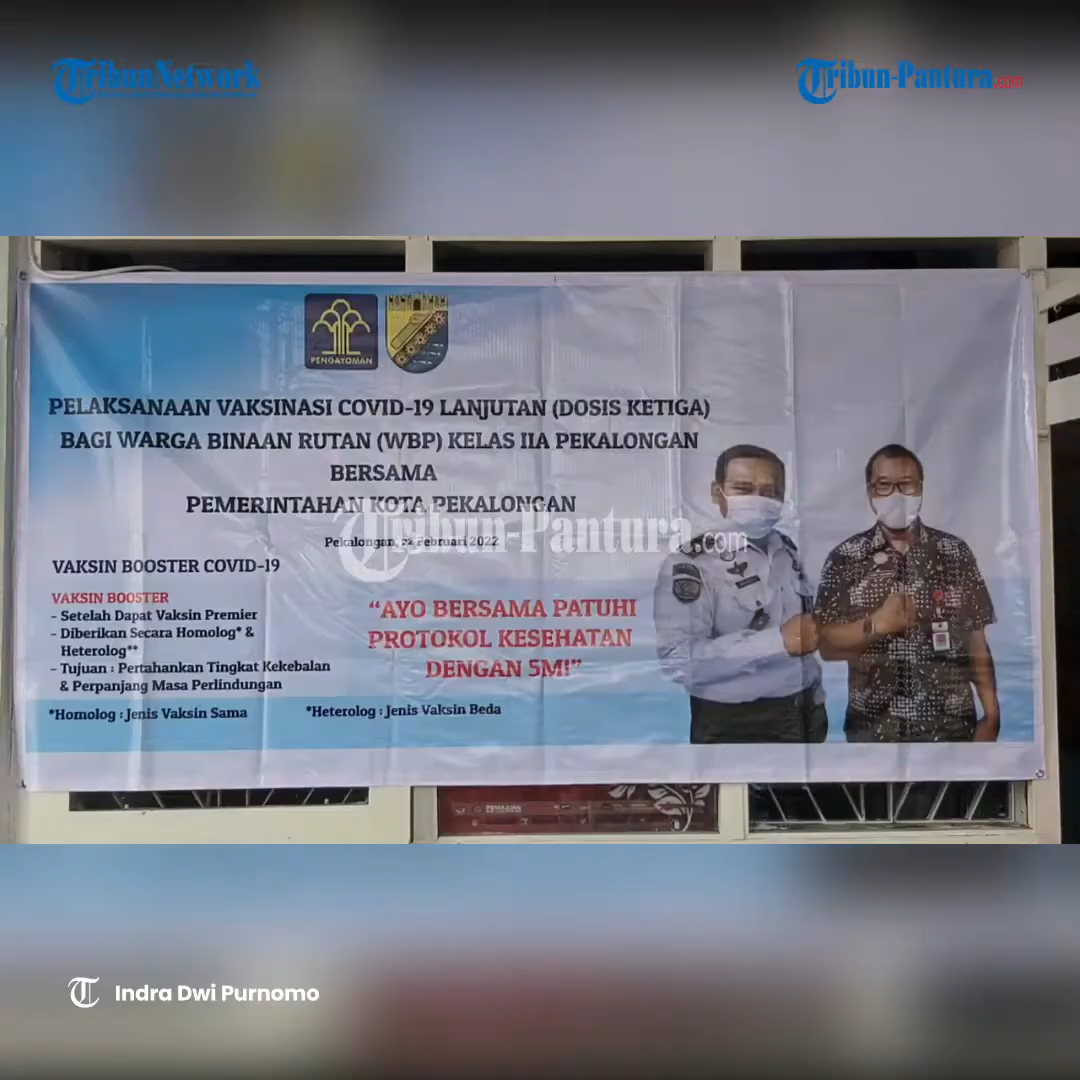 TribunNetwork
Tribun-Pantura.com
PENGAYOMAN
PELAKSANAAN VAKSINASI COVID-19 LANJUTAN (DOSIS KETIGA)
BAGI WARGA BINAAN RUTAN (WBP) KELAS IIA PEKALONGAN
BERSAMA
PEMERINTAHAN KOTA PEKALONGAN
Pekalongan, 22 Februari 2022
Tribun-Pantura.com
VAKSIN BOOSTER COVID-19
VAKSIN BOOSTER
- Setelah Dapat Vaksin Premier
- Diberikan Secara Homolog* &
Heterolog**
- Tujuan : Pertahankan Tingkat Kekebalan
& Perpanjang Masa Perlindungan
*Homolog : Jenis Vaksin Sama
*Heterolog : Jenis Vaksin Beda
"AYO BERSAMA PATUHI
PROTOKOL KESEHATAN
DENGAN 5M!"
Indra Dwi Purnomo